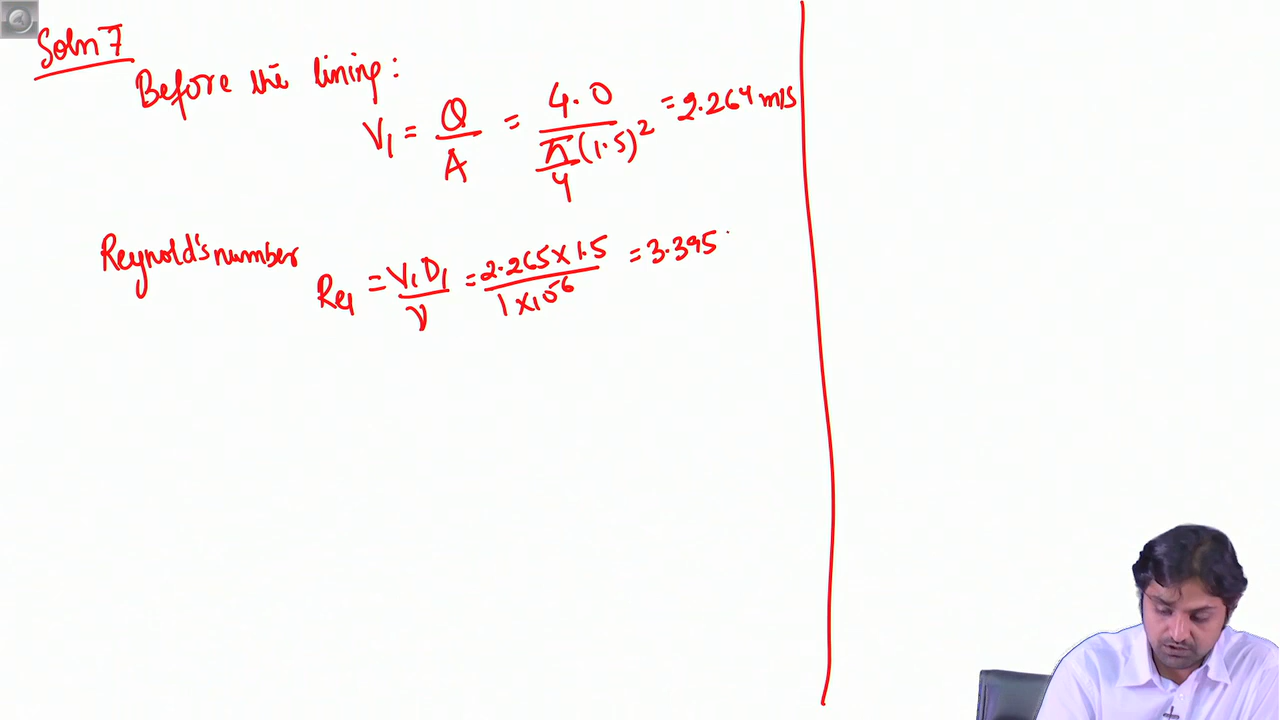 Soln 7
Before the lining:
V₁ = Q/A = 4.0/(π/4 (1.5)²) = 2.264 m/s
Reynold's number Re₁ = V₁D₁/ν = 2.265×1.5/1×10⁻⁶ = 3.395